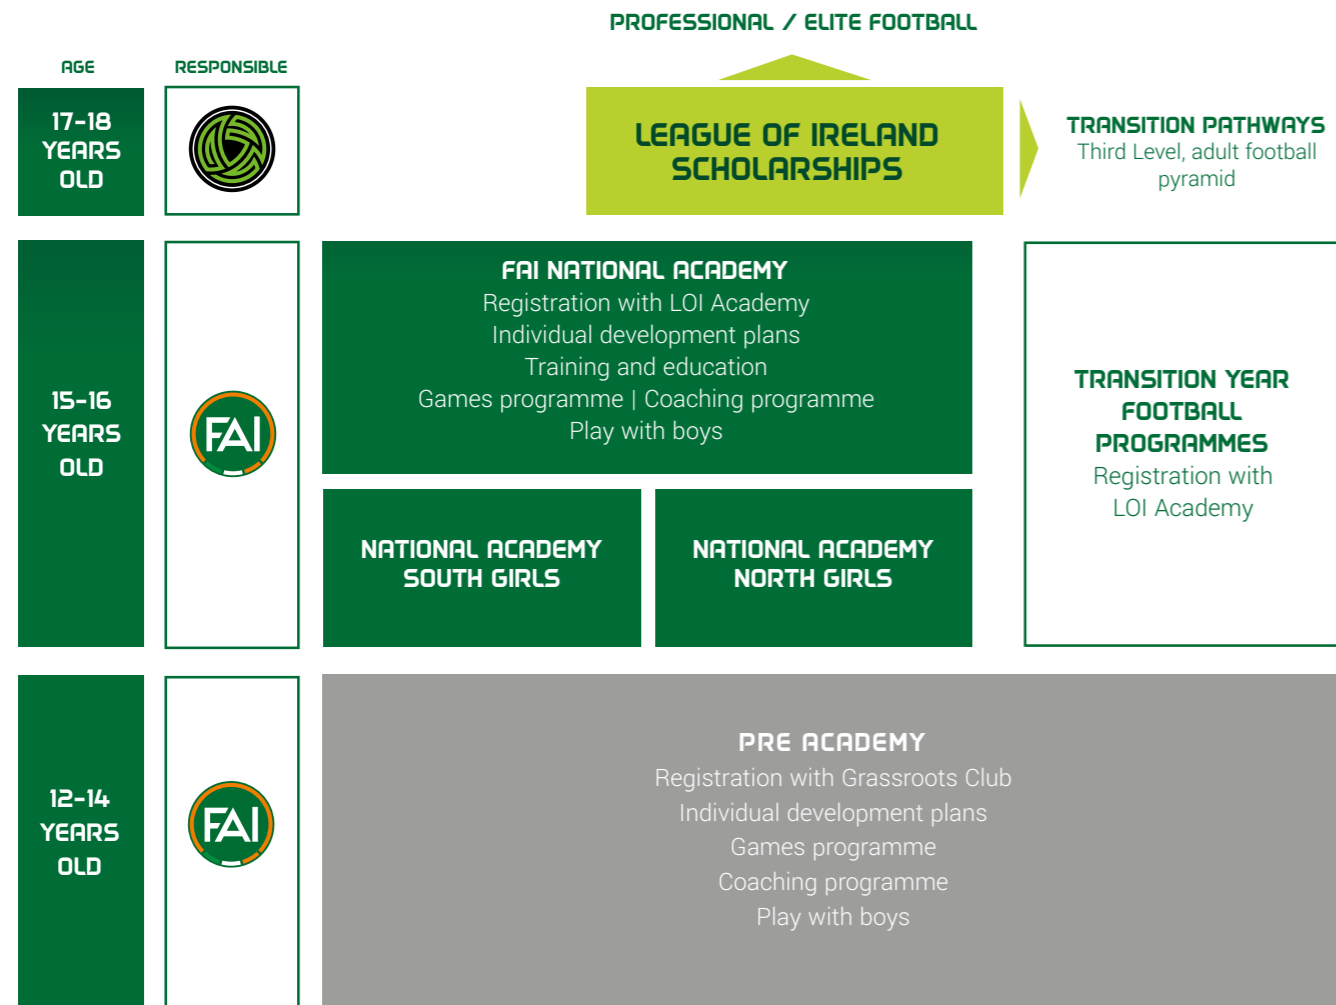 PROFESSIONAL / ELITE FOOTBALL
AGE
RESPONSIBLE
17-18
YEARS
OLD
LEAGUE OF IRELAND
SCHOLARSHIPS
TRANSITION PATHWAYS
Third Level, adult football
pyramid
15-16
YEARS
OLD
FAI
FAI NATIONAL ACADEMY
Registration with LOI Academy
Individual development plans
Training and education
Games programme | Coaching programme
Play with boys
NATIONAL ACADEMY
SOUTH GIRLS
NATIONAL ACADEMY
NORTH GIRLS
TRANSITION YEAR
FOOTBALL
PROGRAMMES
Registration with
LOI Academy
12-14
YEARS
OLD
FAI
PRE ACADEMY
Registration with Grassroots Club
Individual development plans
Games programme
Coaching programme
Play with boys